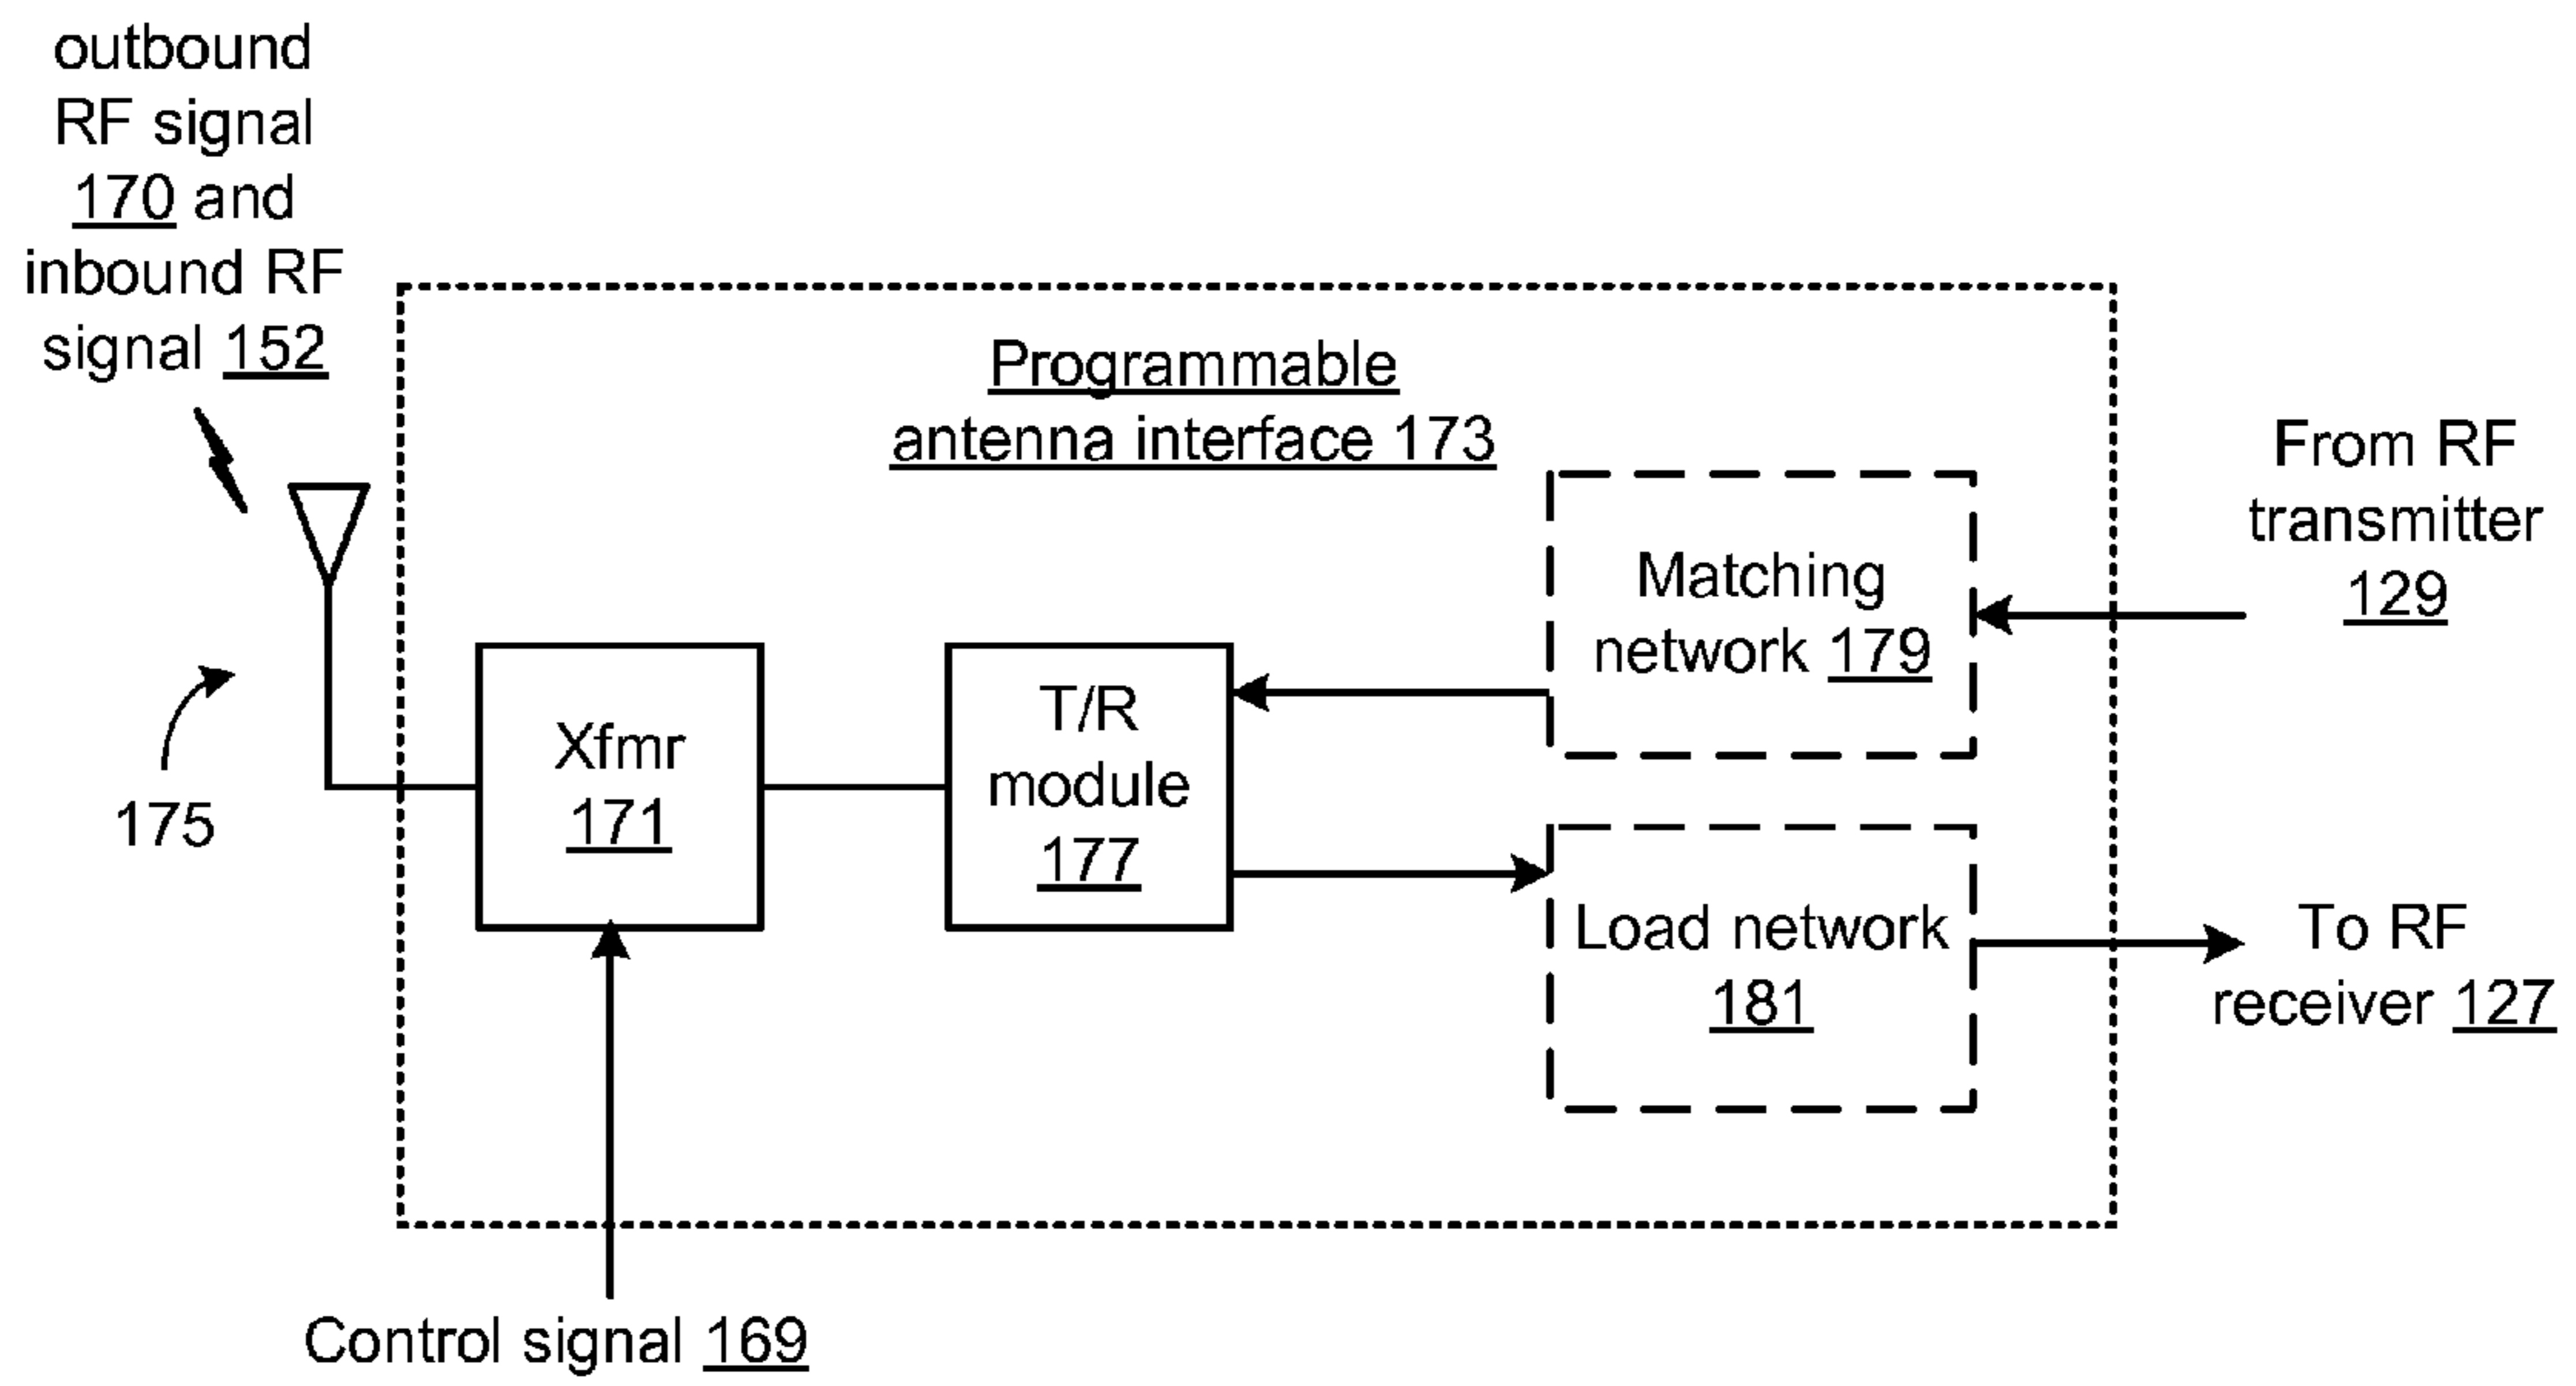 outbound
RF signal
170 and
inbound RF
signal 152
Programmable
antenna interface 173
From RF
transmitter
129
Matching
network 179
T/R
module
177
Xfmr
171
175
Load network
181
To RF
receiver 127
Control signal 169